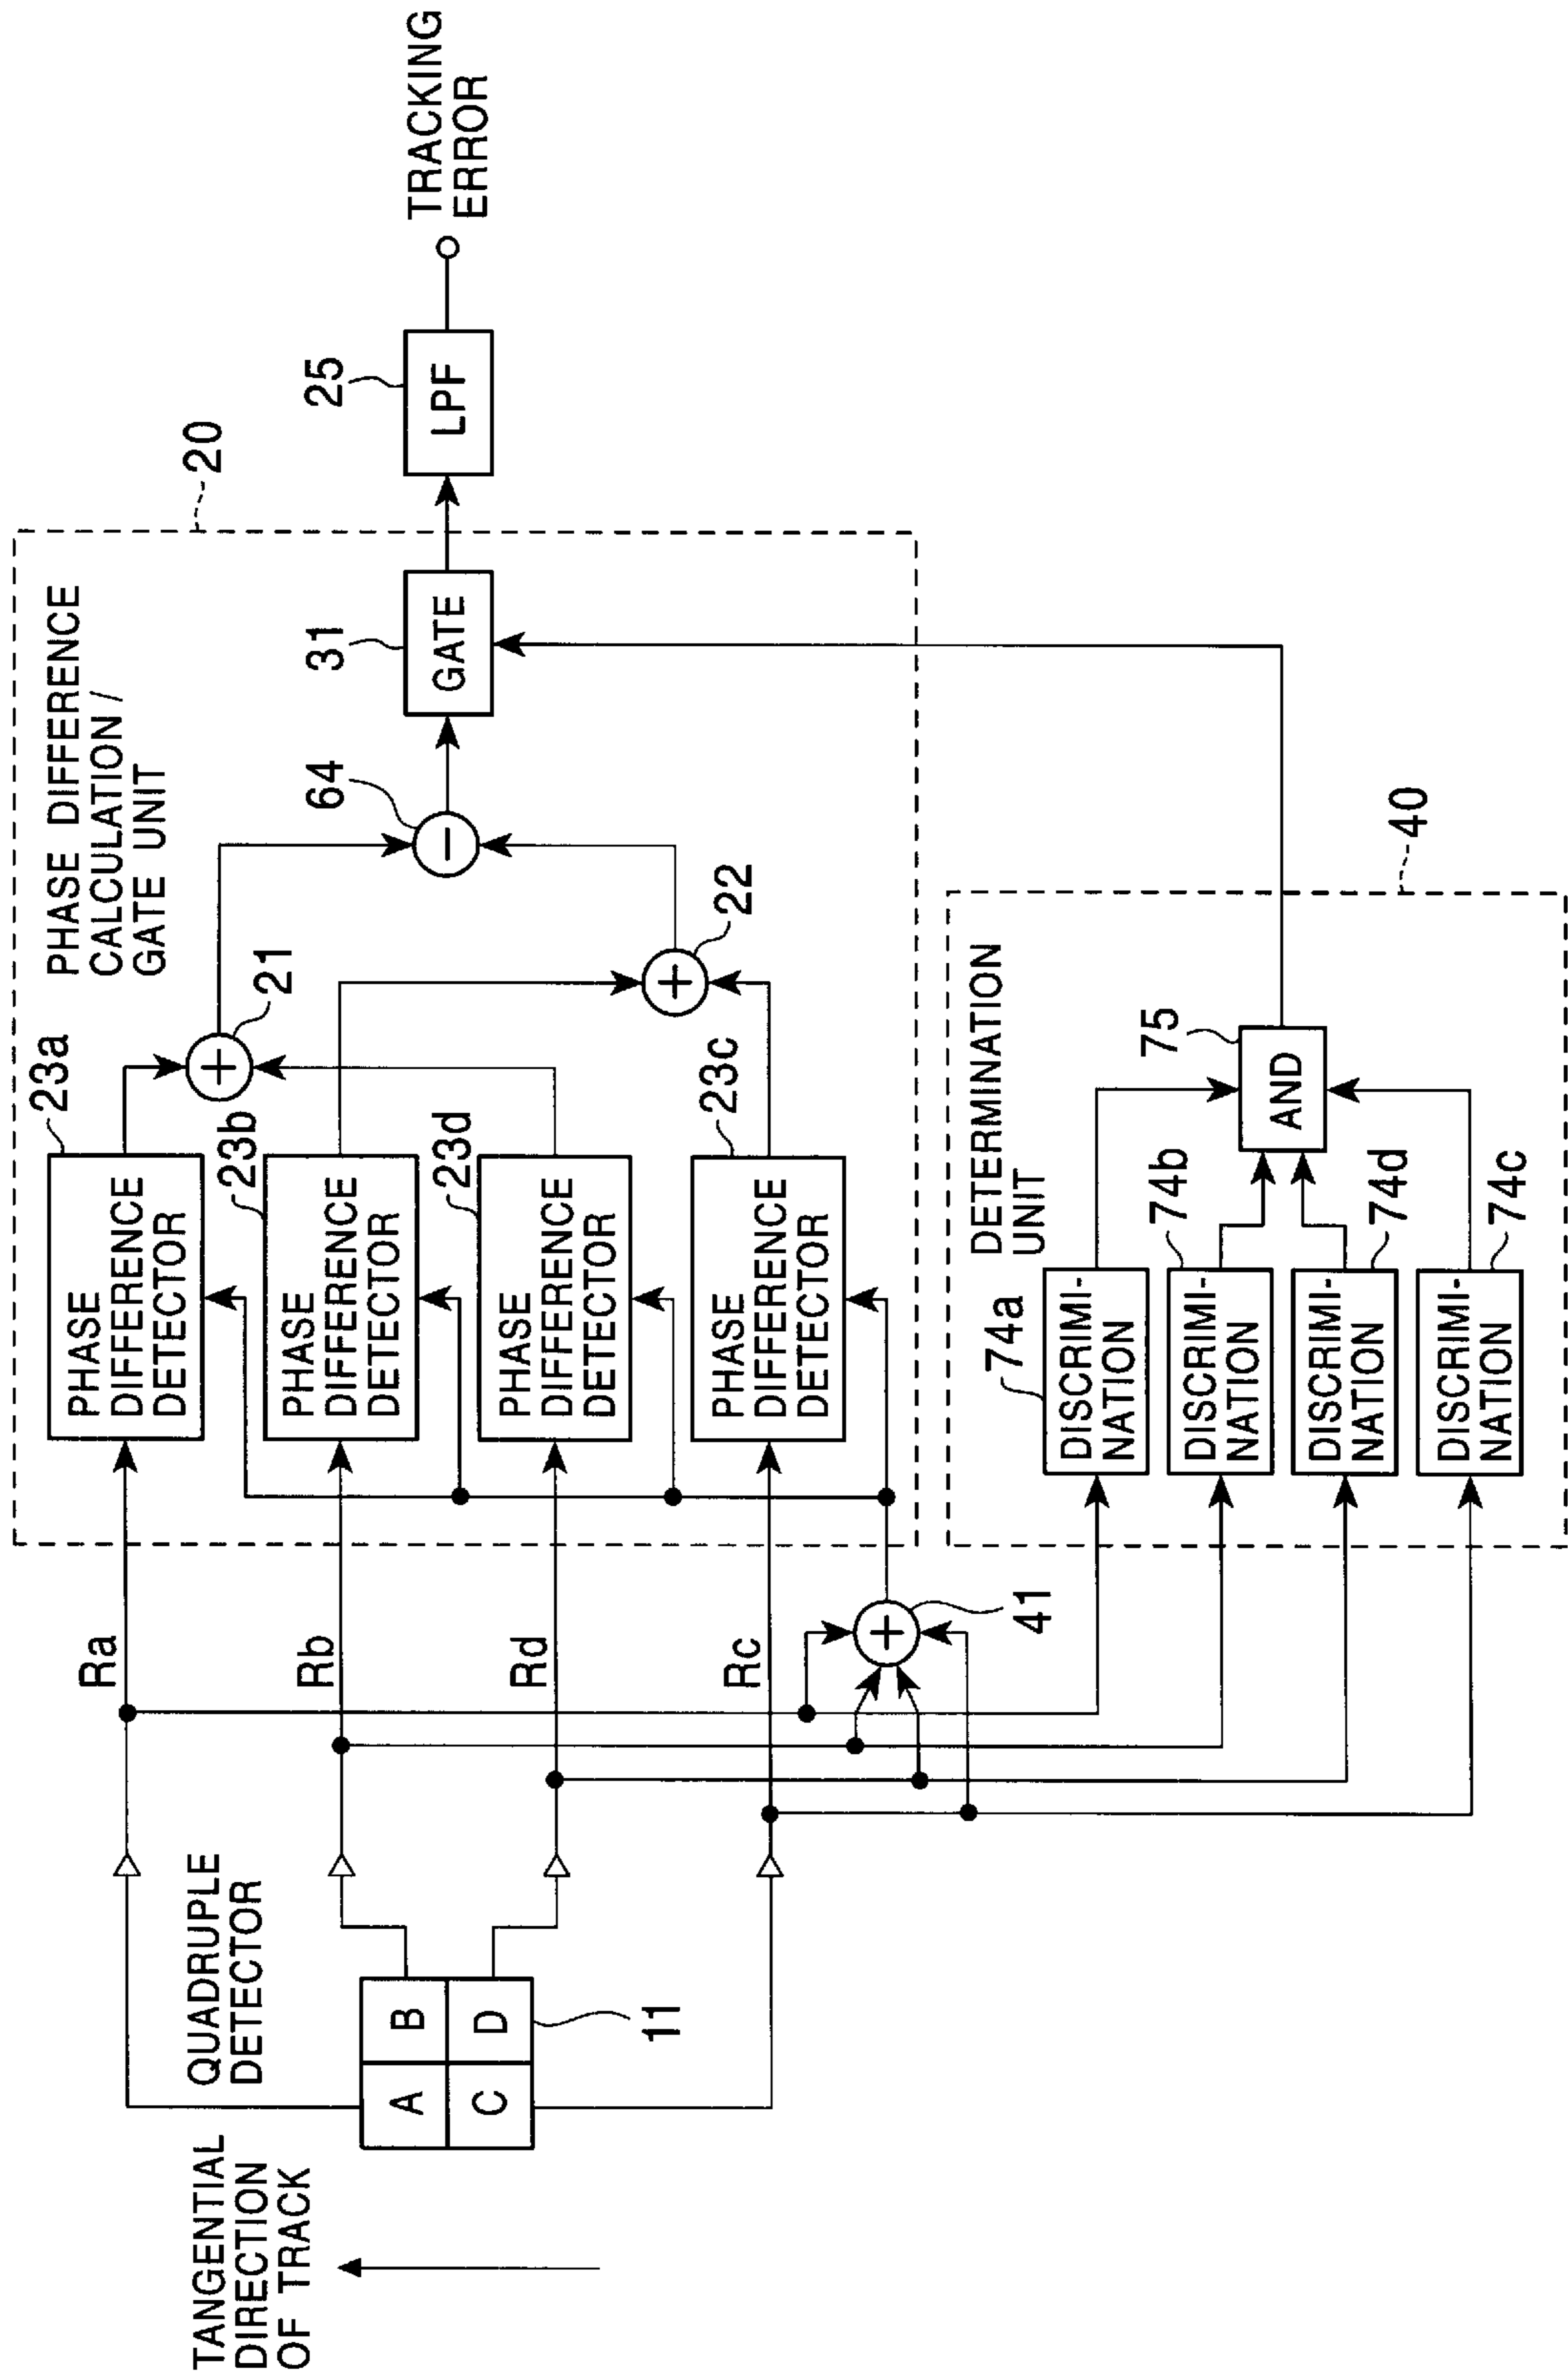 TANGENTIAL
DIRECTION
OF TRACK
QUADRUPLE
DETECTOR
A
B
C
D
11
Ra
Rb
Rd
Rc
41
PHASE DIFFERENCE
CALCULATION /
GATE UNIT
20
PHASE
DIFFERENCE
DETECTOR
23a
PHASE
DIFFERENCE
DETECTOR
23b
PHASE
DIFFERENCE
DETECTOR
23d
PHASE
DIFFERENCE
DETECTOR
23c
+
21
+
22
−
64
GATE
31
LPF
25
TRACKING
ERROR
+
DETERMINATION
UNIT
40
DISCRIMI-
NATION
74a
DISCRIMI-
NATION
74b
DISCRIMI-
NATION
74d
DISCRIMI-
NATION
74c
AND
75